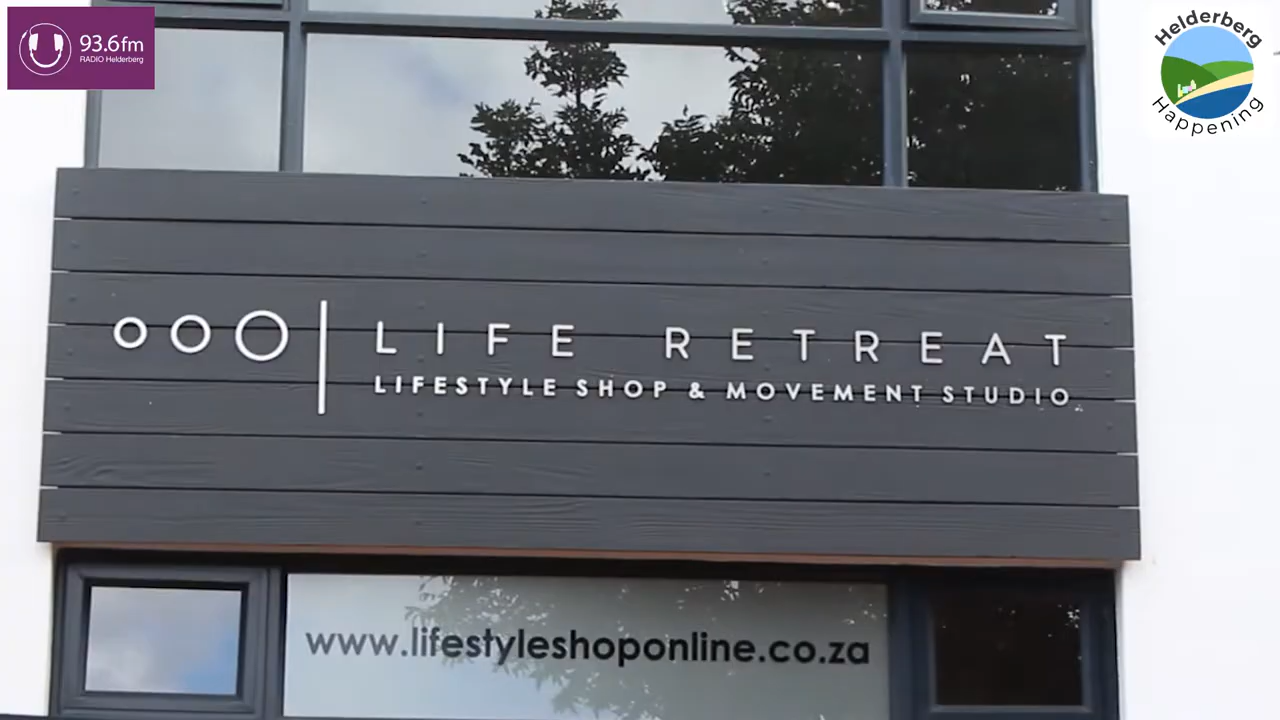 93.6fm
RADIO Helderberg
Helderberg
Happening
LIFE RETREAT
LIFESTYLE SHOP & MOVEMENT STUDIO
www.lifestyleshoponline.co.za